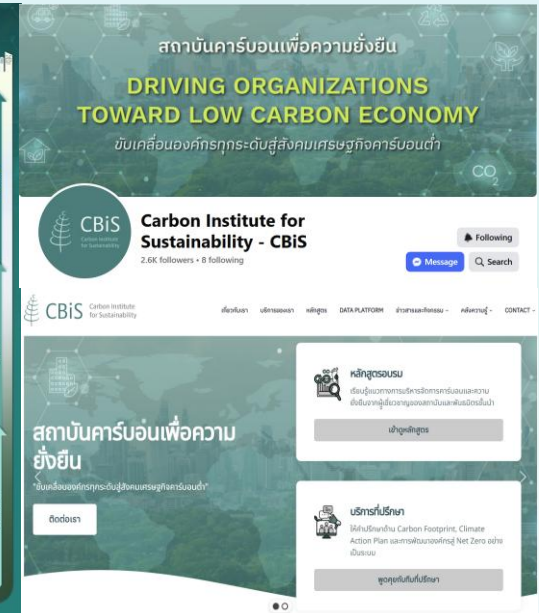 สถาบันคาร์บอนเพื่อความยั่งยืน
DRIVING ORGANIZATIONS
TOWARD LOW CARBON ECONOMY
ขับเคลื่อนองค์กรทุกระดับสู่สังคมเศรษฐกิจคาร์บอนต่ำ
CO2
CBiS
Carbon Institute
for Sustainability
Carbon Institute for
Sustainability - CBiS
2.6K followers • 8 following
Following
Message
Search
CBiS
Carbon Institute
for Sustainability
เกี่ยวกับเรา บริการของเรา หลักสูตร DATA PLATFORM ข่าวสารและกิจกรรม คลังความรู้ CONTACT
สถาบันคาร์บอนเพื่อความ
ยั่งยืน
"ขับเคลื่อนองค์กรทุกระดับสู่สังคมเศรษฐกิจคาร์บอนต่ำ"
ติดต่อเรา
หลักสูตรอบรม
เรียนรู้แนวทางการบริหารจัดการคาร์บอนและความ
ยั่งยืนจากผู้เชี่ยวชาญของสถาบันและพันธมิตรชั้นนำ
เข้าดูหลักสูตร
บริการที่ปรึกษา
ให้คำปรึกษาด้าน Carbon Footprint, Climate
Action Plan และการพัฒนาองค์กรสู่ Net Zero อย่าง
เป็นระบบ
พูดคุยกับทีมที่ปรึกษา